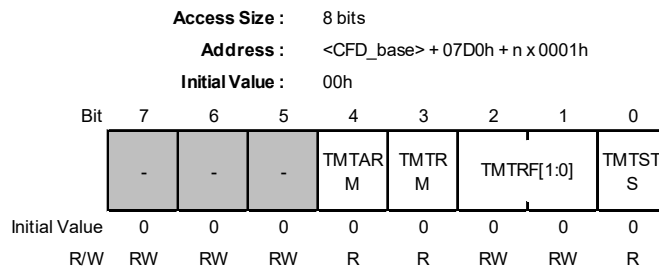 Access Size : 8 bits
Address : <CFD_base> + 07D0h + n x 0001h
Initial Value : 00h
Bit 7 6 5 4 3 2 1 0
- - - TMTAR M TMTR M TMTRF[1:0] TMTST S
Initial Value 0 0 0 0 0 0 0 0
R/W RW RW RW R R RW RW R